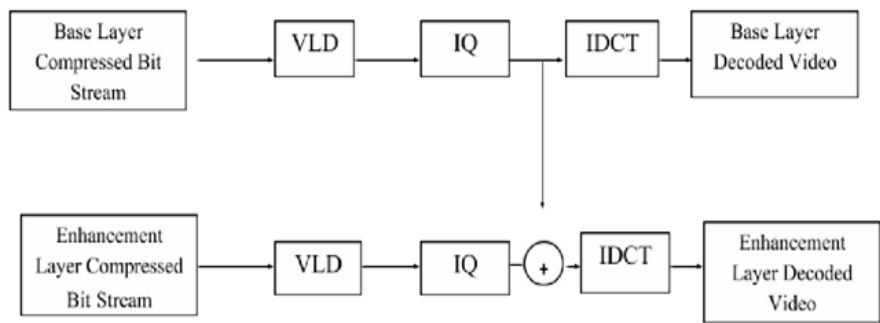 Base Layer
Compressed Bit
Stream
VLD
IQ
IDCT
Base Layer
Decoded Video
Enhancement
Layer Compressed
Bit Stream
VLD
IQ
+
IDCT
Enhancement
Layer Decoded
Video